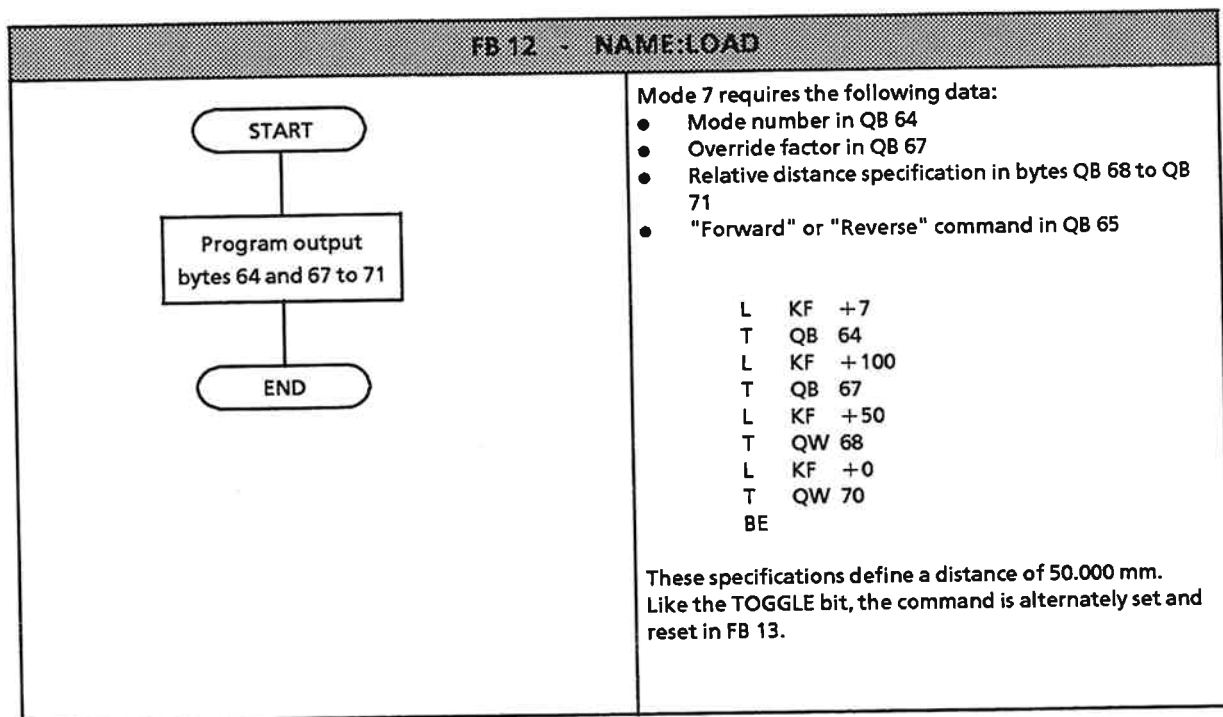 FB 12 - NAME:LOAD
START
Program output
bytes 64 and 67 to 71
END
Mode 7 requires the following data:
● Mode number in QB 64
● Override factor in QB 67
● Relative distance specification in bytes QB 68 to QB
71
● "Forward" or "Reverse" command in QB 65
L KF +7
T QB 64
L KF +100
T QB 67
L KF +50
T QW 68
L KF +0
T QW 70
BE
These specifications define a distance of 50.000 mm.
Like the TOGGLE bit, the command is alternately set and
reset in FB 13.